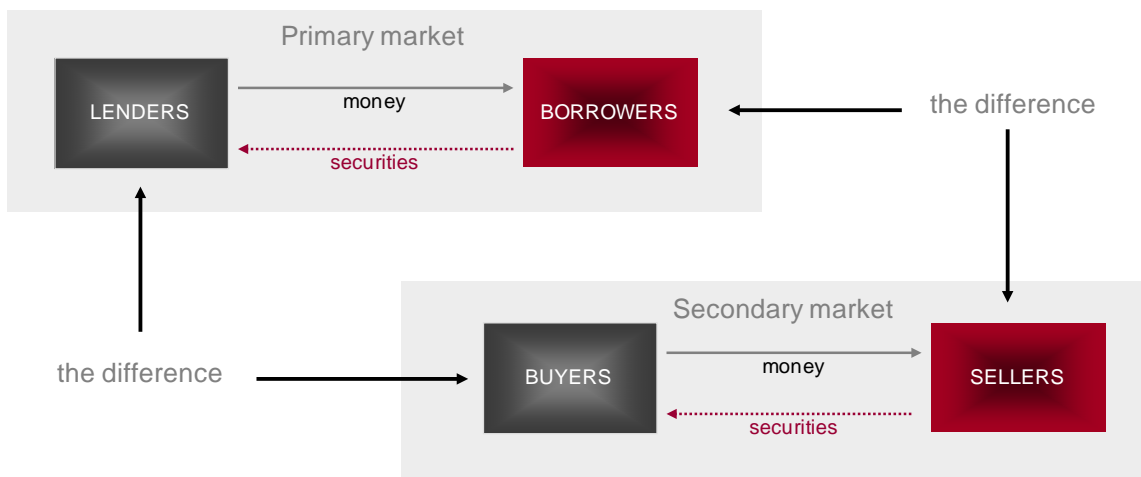 Primary market
LENDERS
money
BORROWERS
securities
the difference
Secondary market
the difference
BUYERS
money
SELLERS
securities